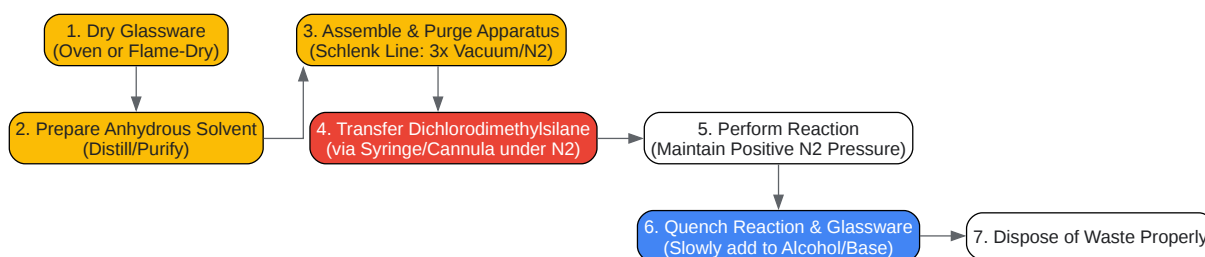 1. Dry Glassware
(Oven or Flame-Dry)
2. Prepare Anhydrous Solvent
(Distill/Purify)
3. Assemble & Purge Apparatus
(Schlenk Line: 3x Vacuum/N2)
4. Transfer Dichlorodimethylsilane
(via Syringe/Cannula under N2)
5. Perform Reaction
(Maintain Positive N2 Pressure)
6. Quench Reaction & Glassware
(Slowly add to Alcohol/Base)
7. Dispose of Waste Properly